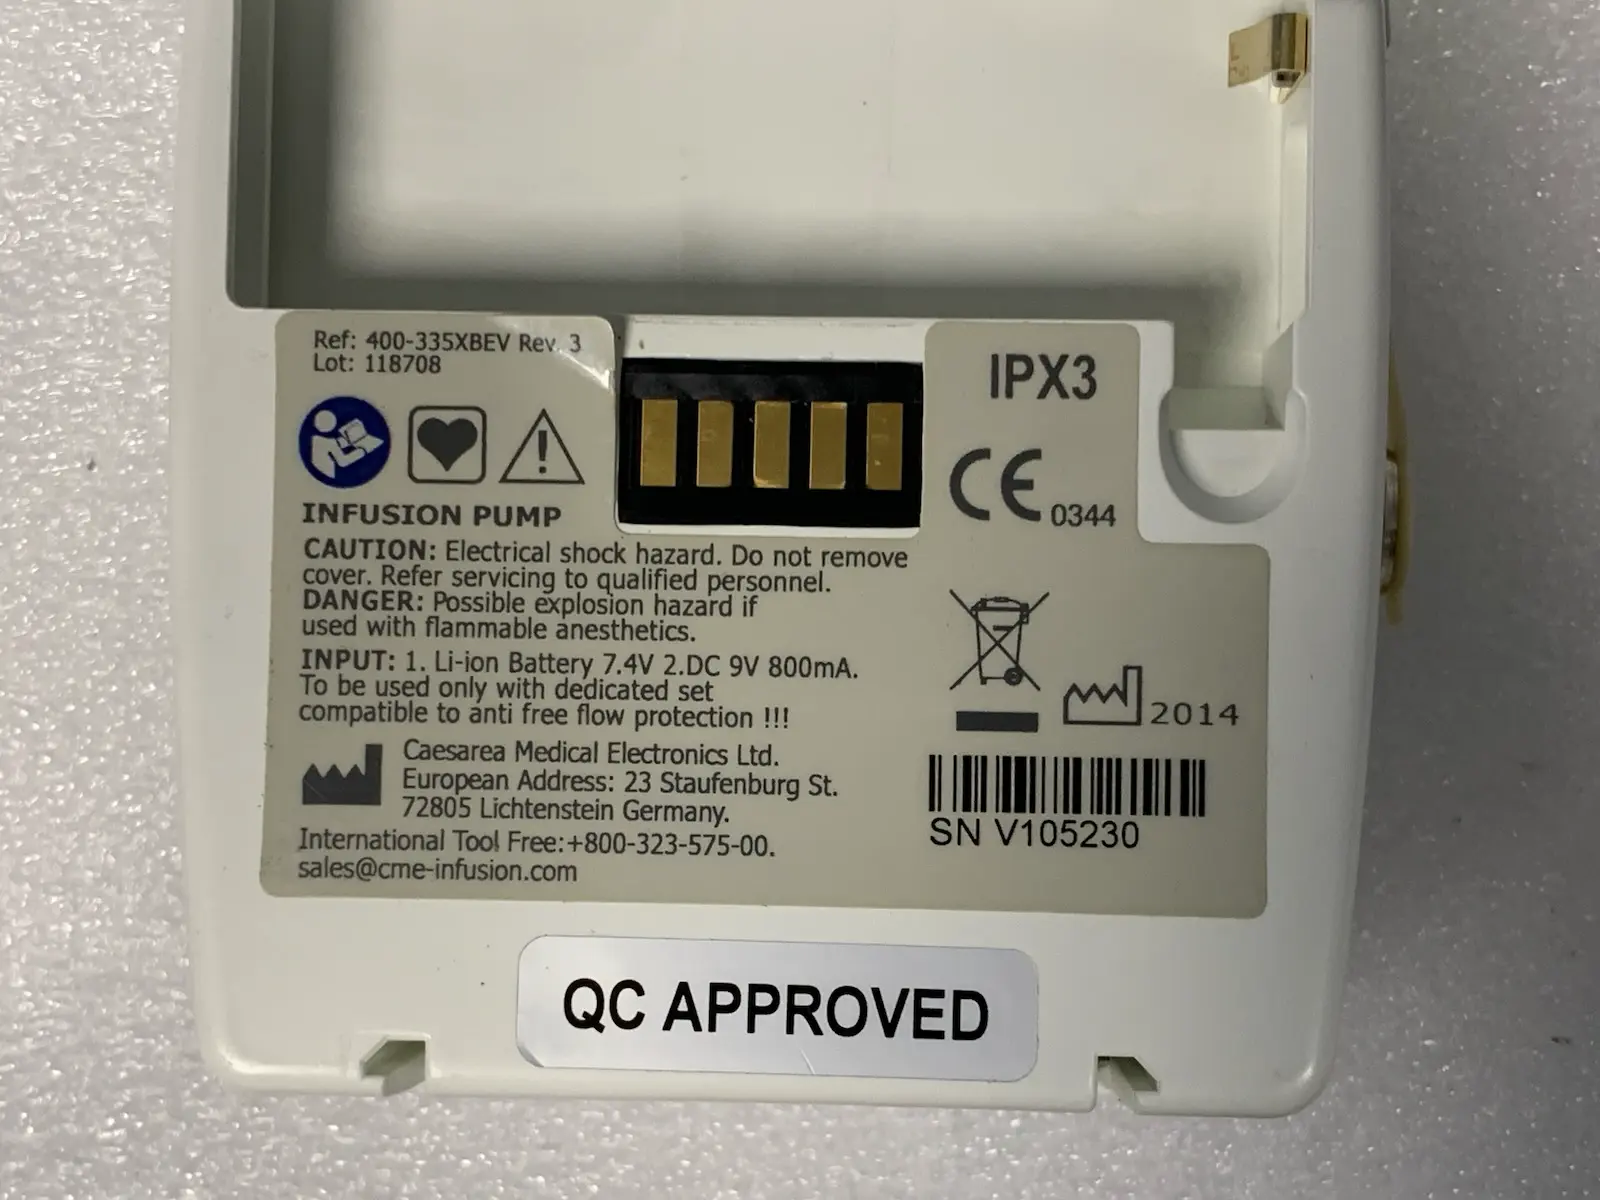 Ref: 400-335XBEV Rev. 3
Lot: 118708
IPX3
CE 0344
INFUSION PUMP
CAUTION: Electrical shock hazard. Do not remove
cover. Refer servicing to qualified personnel.
DANGER: Possible explosion hazard if
used with flammable anesthetics.
INPUT: 1. Li-ion Battery 7.4V 2.DC 9V 800mA.
To be used only with dedicated set
compatible to anti free flow protection !!!
2014
Caesarea Medical Electronics Ltd.
European Address: 23 Staufenburg St.
72805 Lichtenstein Germany.
International Tool Free:+800-323-575-00.
sales@cme-infusion.com
SN V105230
QC APPROVED